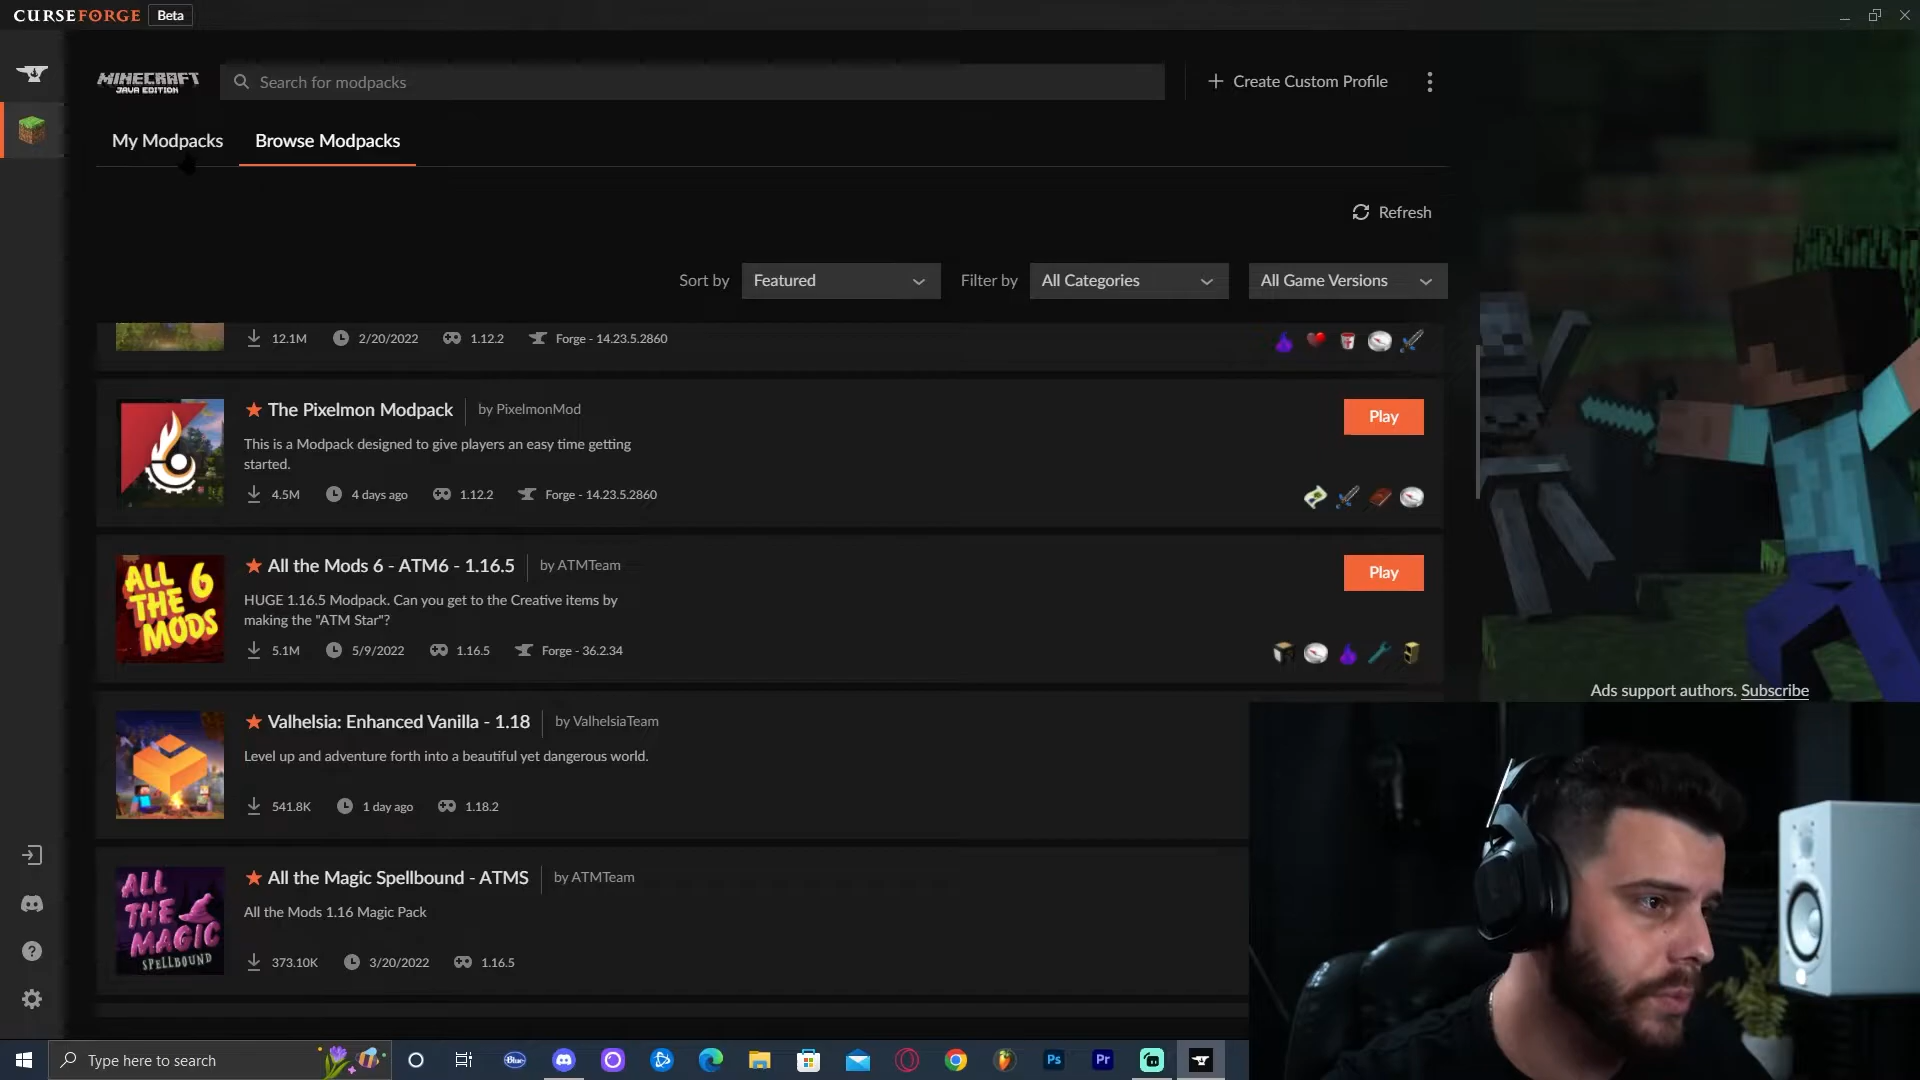 CURSEFORGE Beta
MINECRAFT
JAVA EDITION
Search for modpacks
Create Custom Profile
My Modpacks
Browse Modpacks
Refresh
Sort by
Featured
Filter by
All Categories
All Game Versions
12.1M
2/20/2022
1.12.2
Forge - 14.23.5.2860
The Pixelmon Modpack
by PixelmonMod
Play
This is a Modpack designed to give players an easy time getting
started.
4.5M
4 days ago
1.12.2
Forge - 14.23.5.2860
ALL 6
THE
MODS
All the Mods 6 - ATM6 - 1.16.5
by ATMTeam
Play
HUGE 1.16.5 Modpack. Can you get to the Creative items by
making the "ATM Star"?
5.1M
5/9/2022
1.16.5
Forge - 36.2.34
Ads support authors. Subscribe
Valhelsia: Enhanced Vanilla - 1.18
by ValhelsiaTeam
Level up and adventure forth into a beautiful yet dangerous world.
541.8K
1 day ago
1.18.2
ALL
THE
MAGIC
SPELLBOUND
All the Magic Spellbound - ATMS
by ATMTeam
All the Mods 1.16 Magic Pack
373.10K
3/20/2022
1.16.5
Type here to search
Blue
Ps
Pr